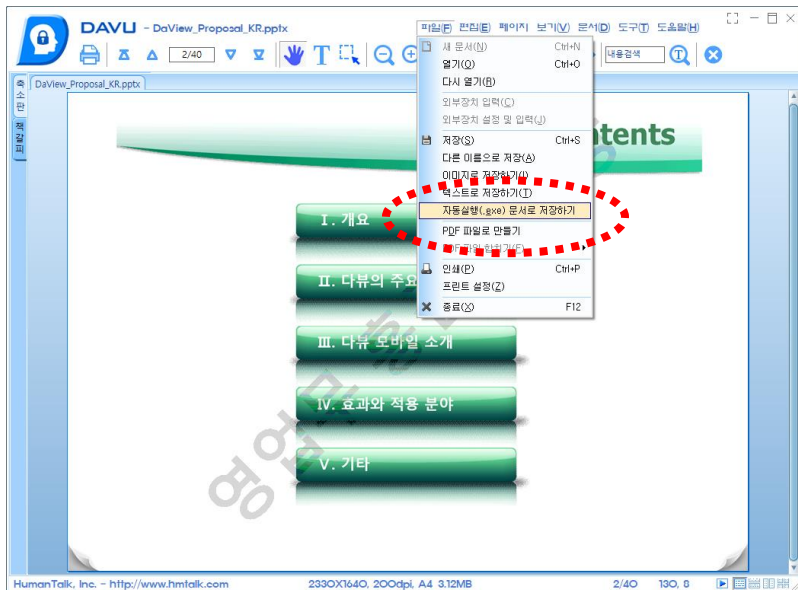 DAVU - DaView_Proposal_KR.pptx
파일(F) 편집(E) 페이지 보기(V) 문서(D) 도구(T) 도움말(H)
2/40
T
내용검색
축소판
책갈피
DaView_Proposal_KR.pptx
새 문서(N) Ctrl+N
열기(O) Ctrl+O
다시 열기(R)
외부장치 입력(C)
외부장치 설정 및 입력(J)
저장(S) Ctrl+S
다른 이름으로 저장(A)
이미지로 저장하기(I)
텍스트로 저장하기(T)
자동실행(.exe) 문서로 저장하기
PDF 파일로 만들기
PDF 파일 합치기(F)
인쇄(P) Ctrl+P
프린트 설정(Z)
종료(X) F12
tents
I. 개요
II. 다뷰의 주요
III. 다뷰 모바일 소개
IV. 효과와 적용 분야
V. 기타
HumanTalk, Inc. - http://www.hmtalk.com 2330X1640, 200dpi, A4 3.12MB 2/40 130, 8